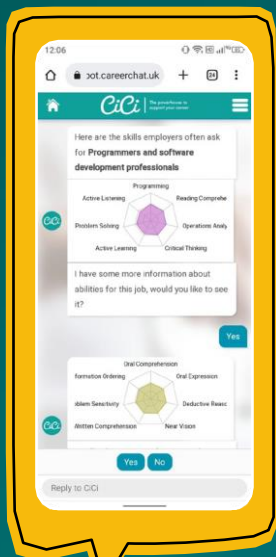 12:06
bot.careerchat.uk
24
CiCi The powerhouse to
support your career
Here are the skills employers often ask
for Programmers and software
development professionals
Programming
Active Listening
Reading Comprehe
Problem Solving
Operations Analy
Active Learning
Critical Thinking
I have some more information about
abilities for this job, would you like to see
it?
CiCi
Yes
Oral Comprehension
formation Ordering
Oral Expression
oblem Sensitivity
Deductive Reaso
Written Comprehension
Near Vision
CiCi
Yes No
Reply to CiCi